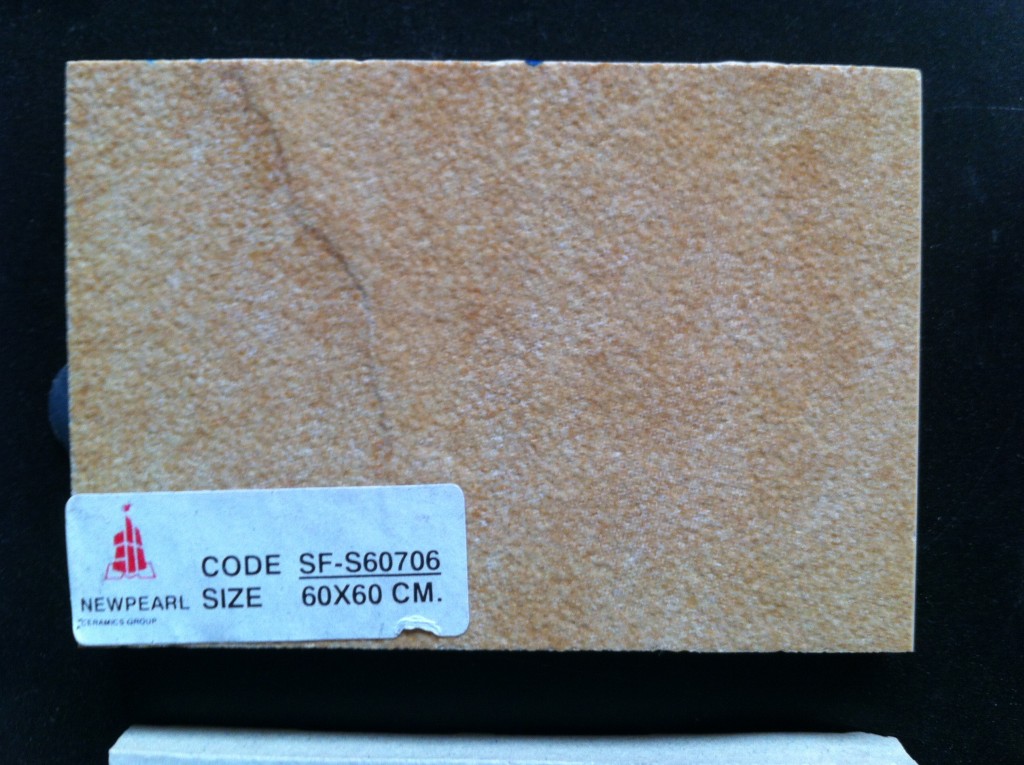 CODE SF-S60706
NEWPEARL SIZE 60X60 CM.
CERAMICS GROUP